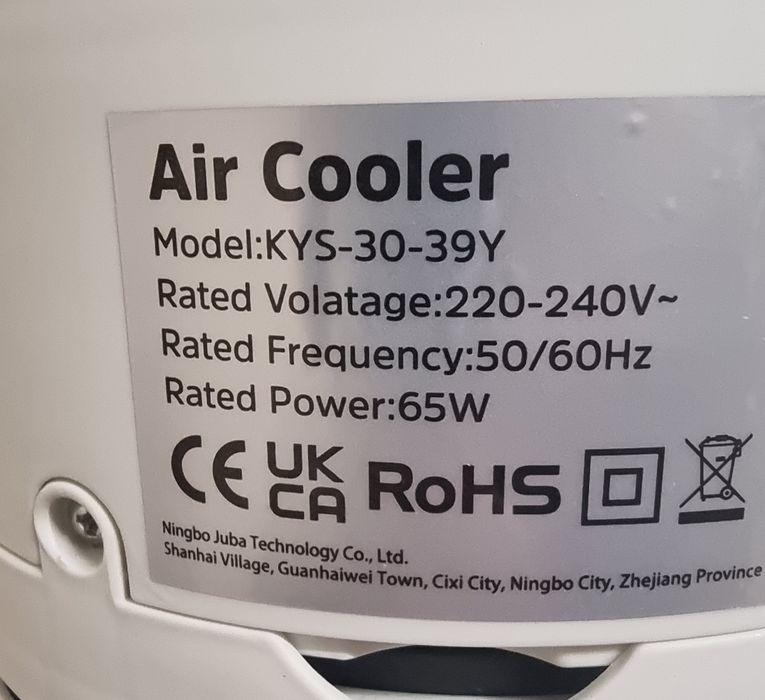 Air Cooler
Model:KYS-30-39Y
Rated Volatage:220-240V~
Rated Frequency:50/60Hz
Rated Power:65W
CE UK CA RoHS
Ningbo Juba Technology Co., Ltd.
Shanhai Village, Guanhaiwei Town, Cixi City, Ningbo City, Zhejiang Province